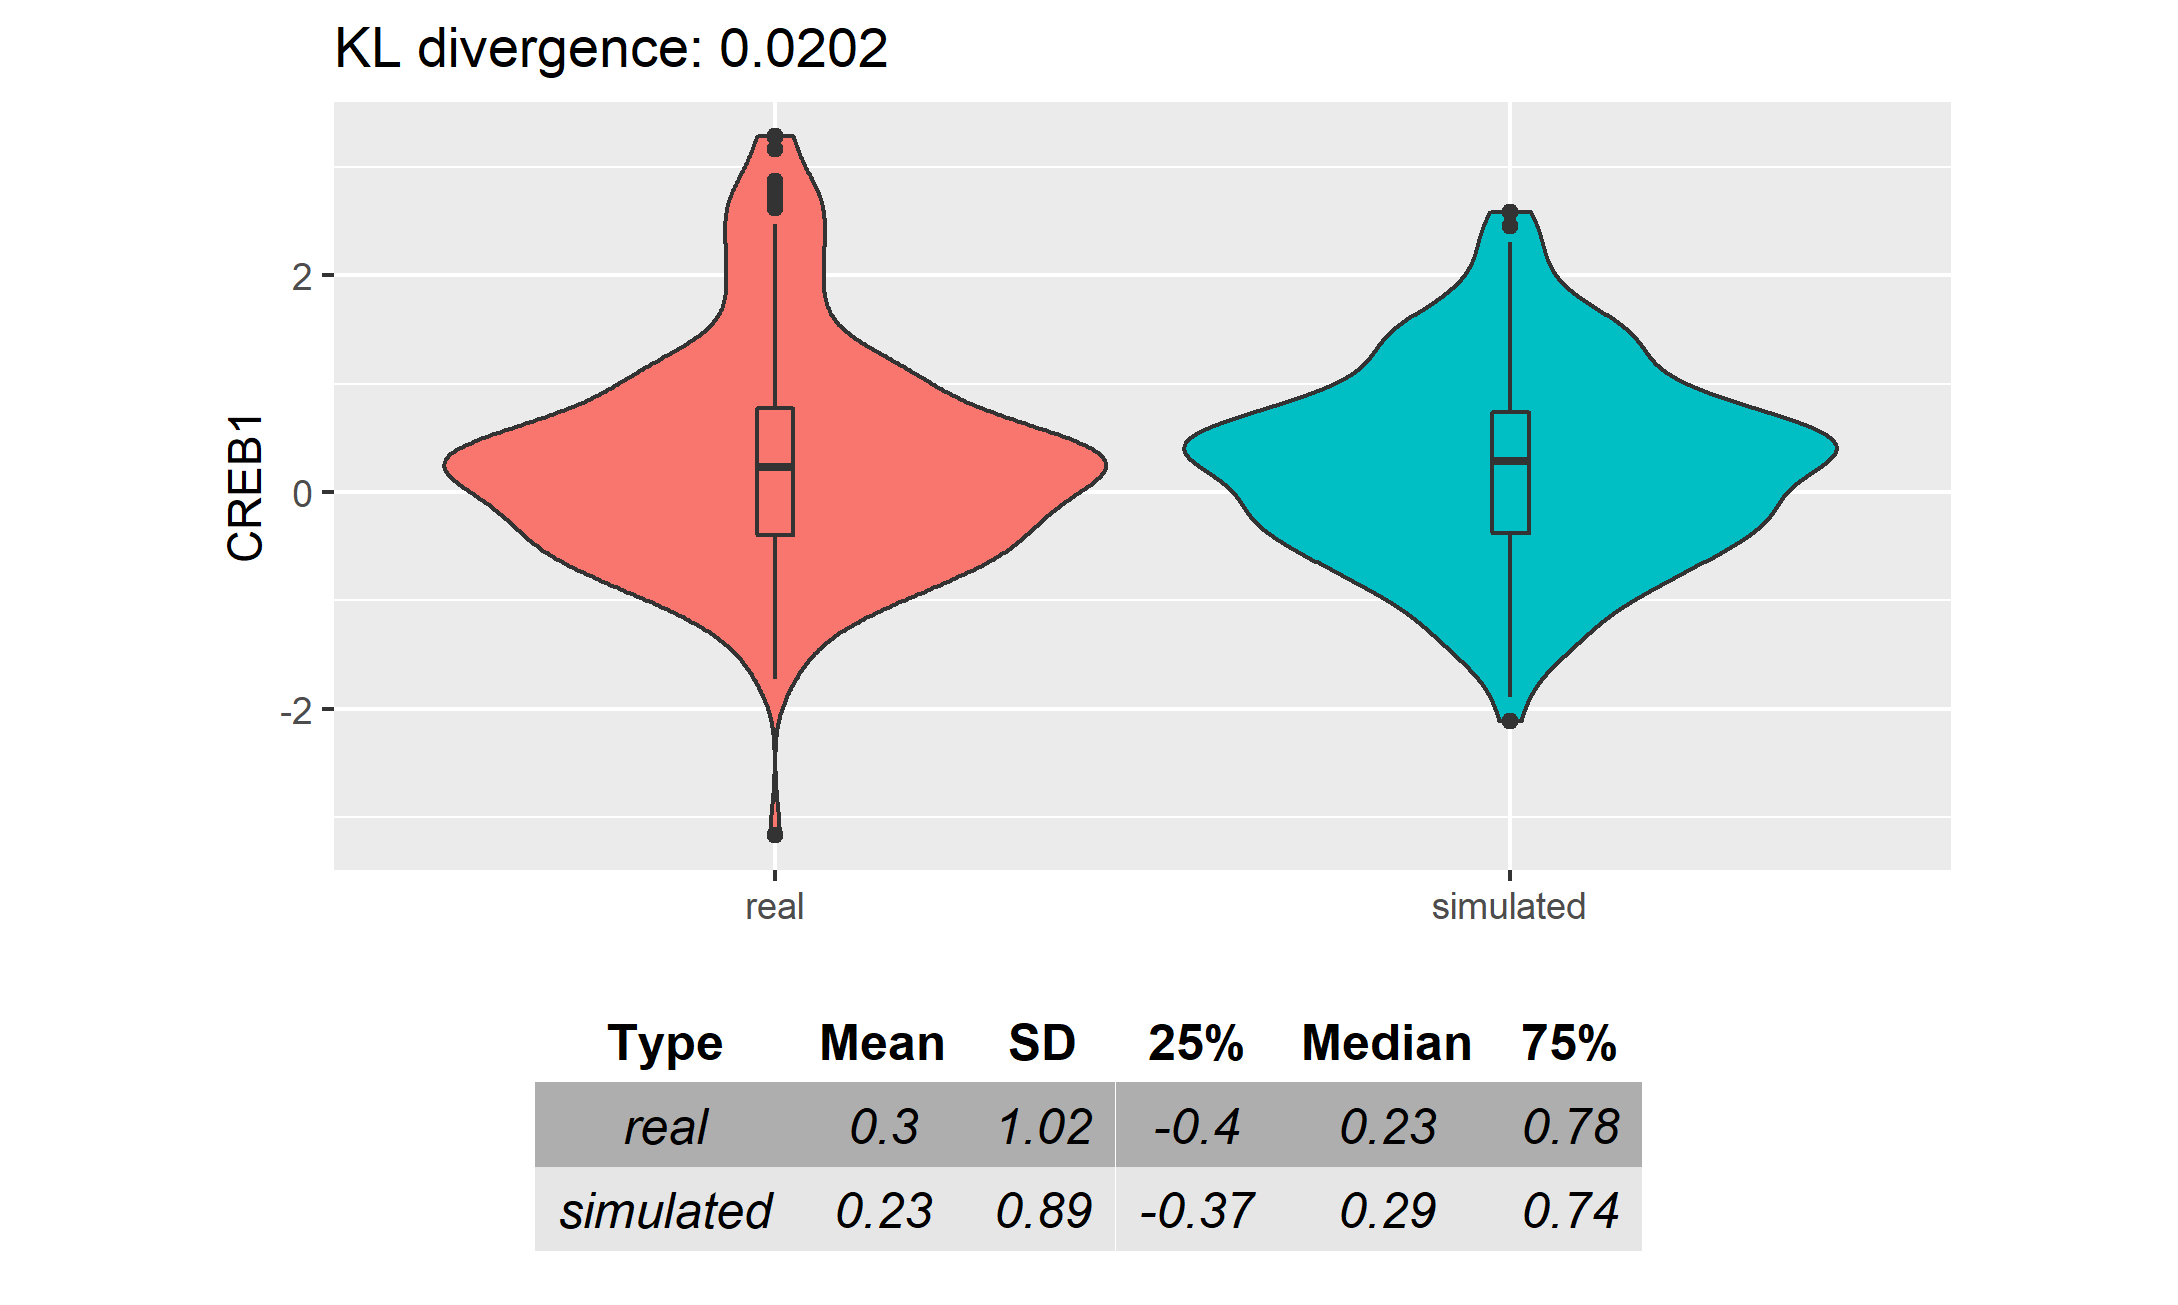 KL divergence: 0.0202
CREB1
2
0
-2
real simulated
Type Mean SD 25% Median 75%
real 0.3 1.02 -0.4 0.23 0.78
simulated 0.23 0.89 -0.37 0.29 0.74